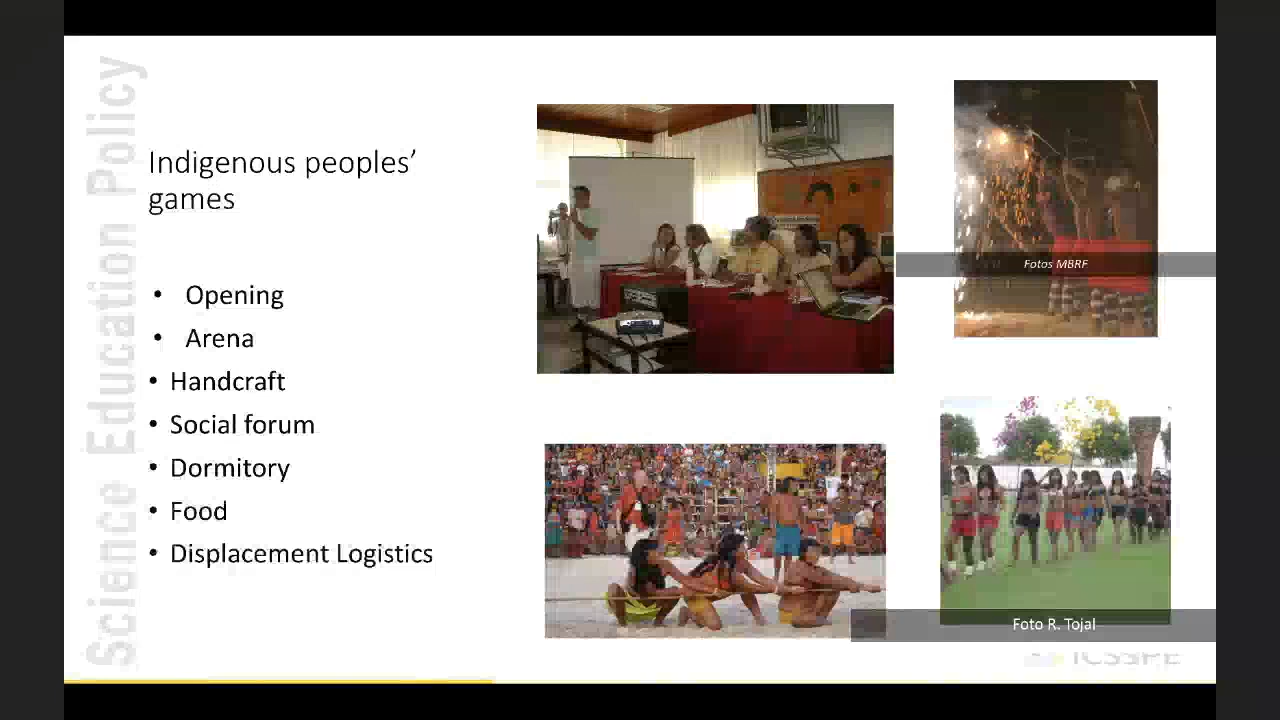 Science Education Policy
Indigenous peoples’
games
• Opening
• Arena
• Handcraft
• Social forum
• Dormitory
• Food
• Displacement Logistics
Fotos MBRF
Foto R. Tojal
ICSSPE